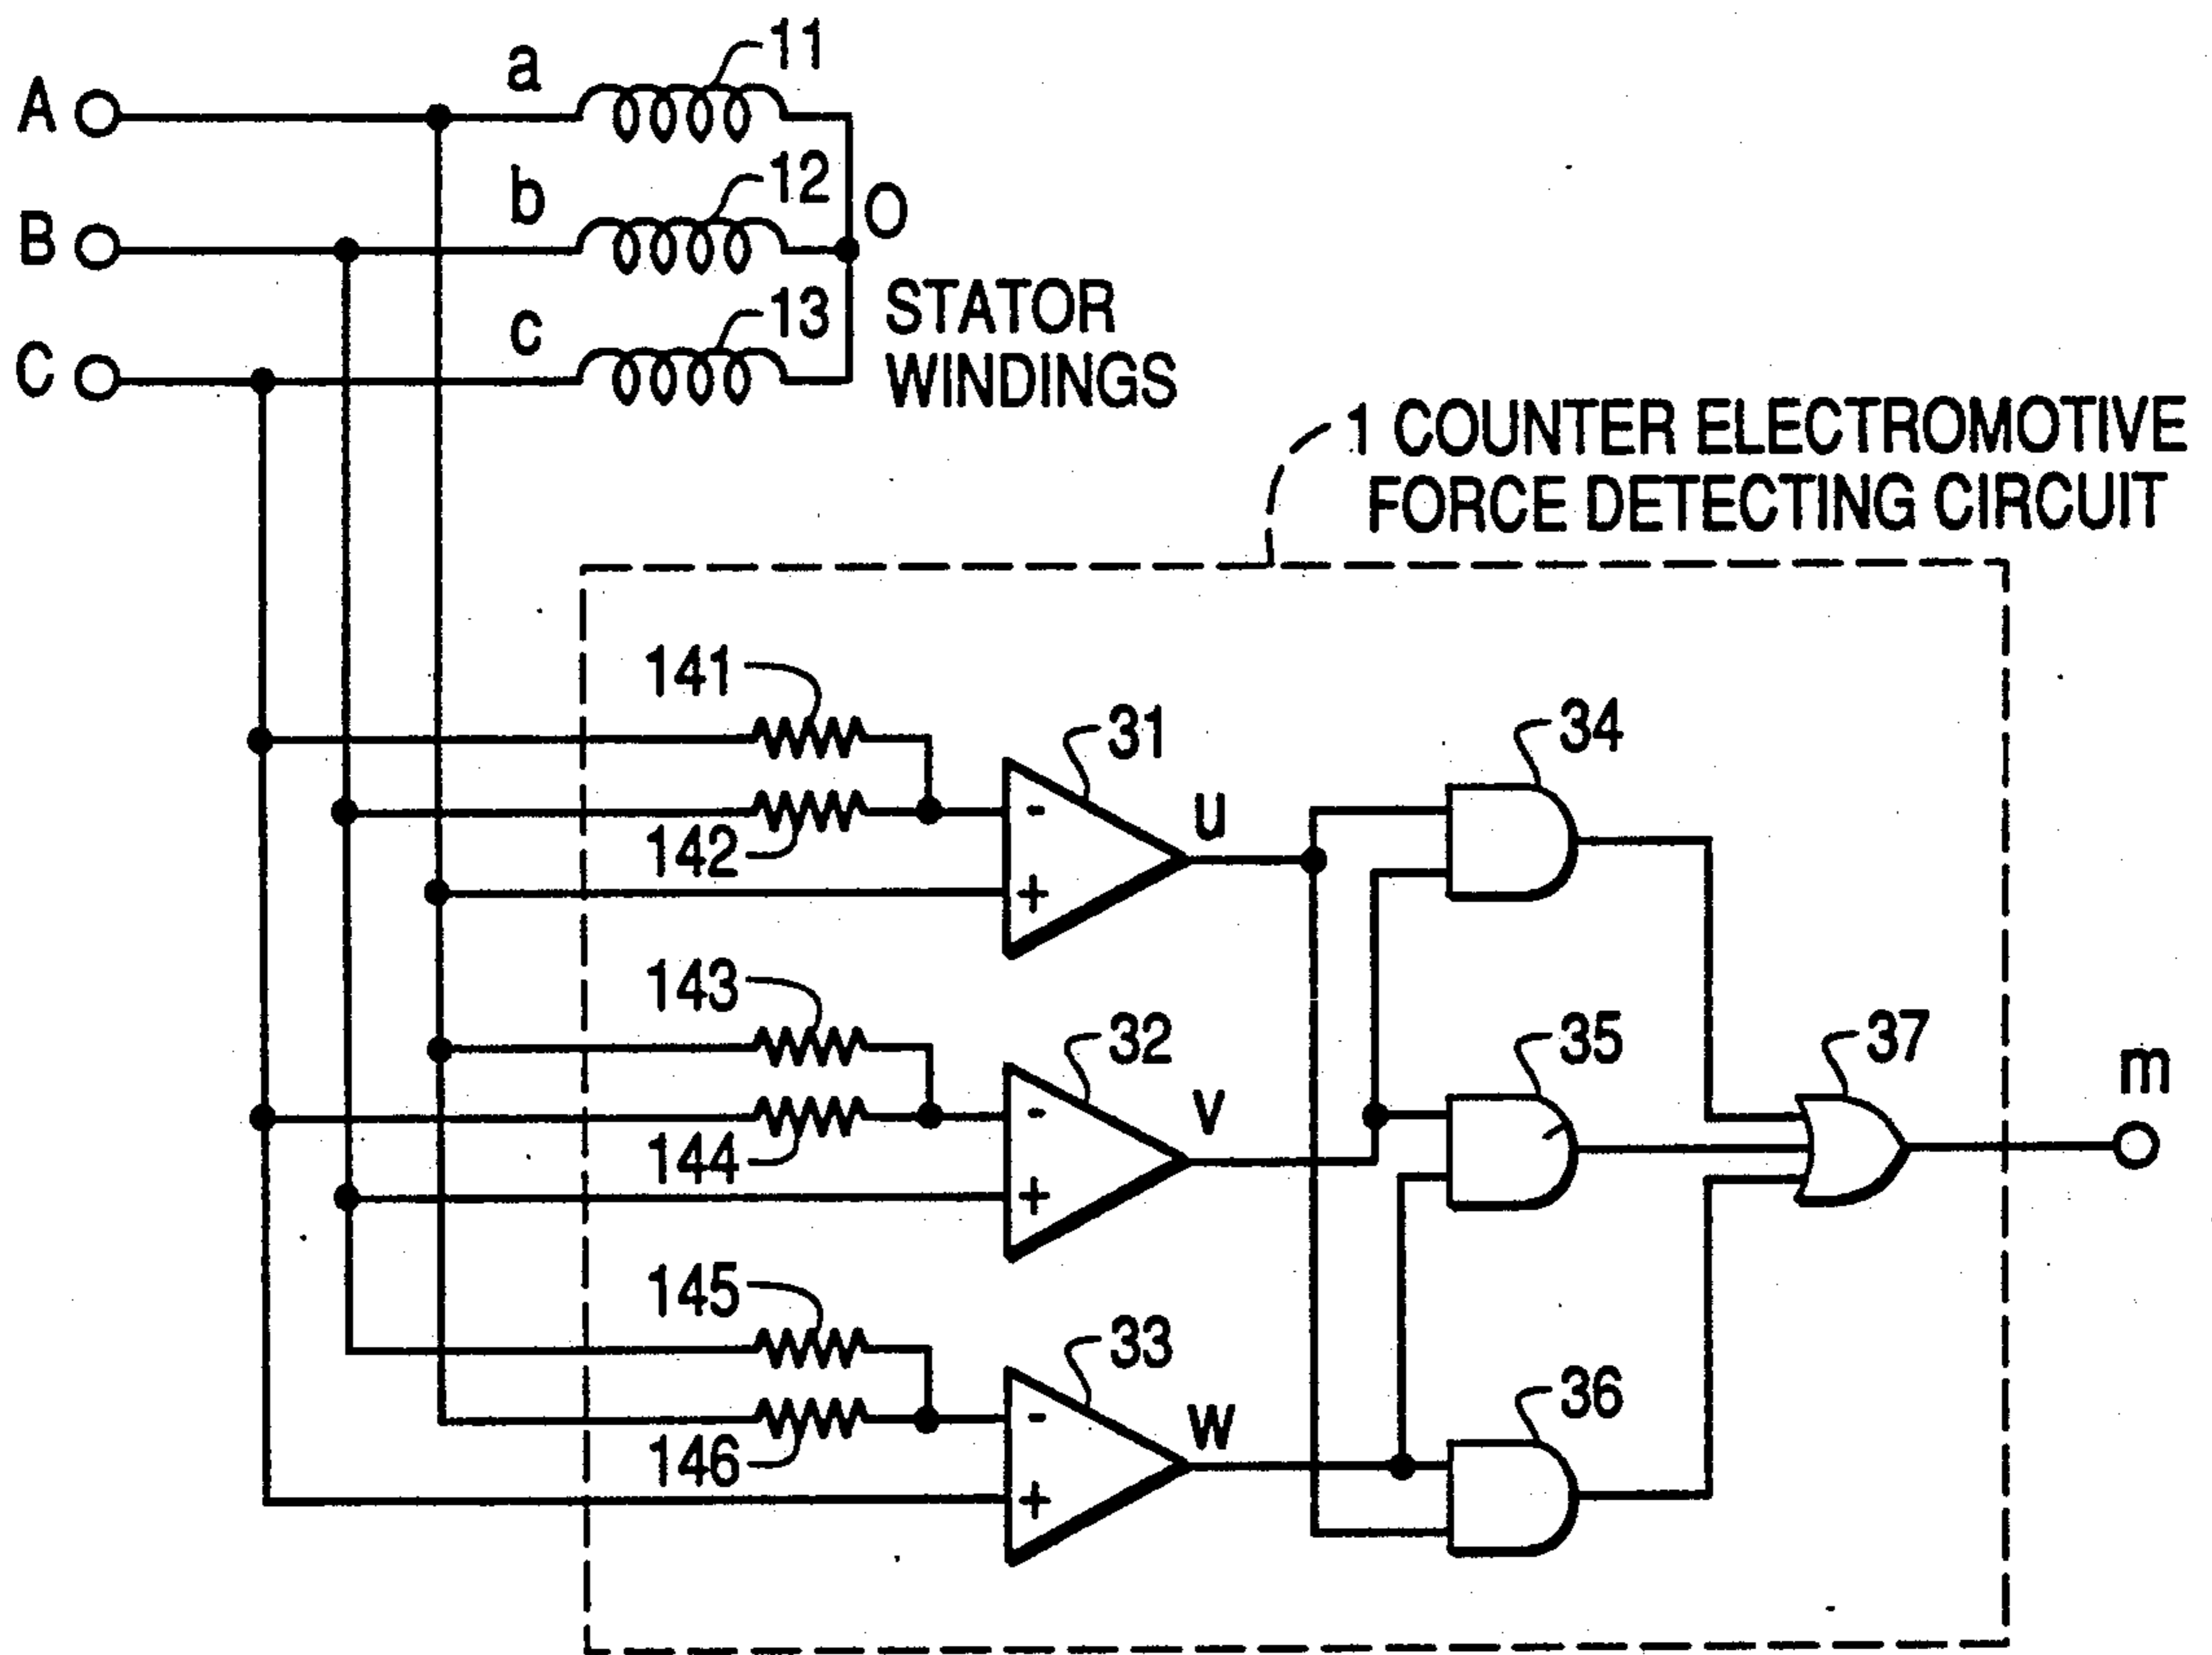 A
a
11
B
b
12
O
C
c
13
STATOR
WINDINGS
1 COUNTER ELECTROMOTIVE
FORCE DETECTING CIRCUIT
141
142
31
-
+
u
34
143
144
32
-
+
v
35
37
m
145
146
33
-
+
w
36